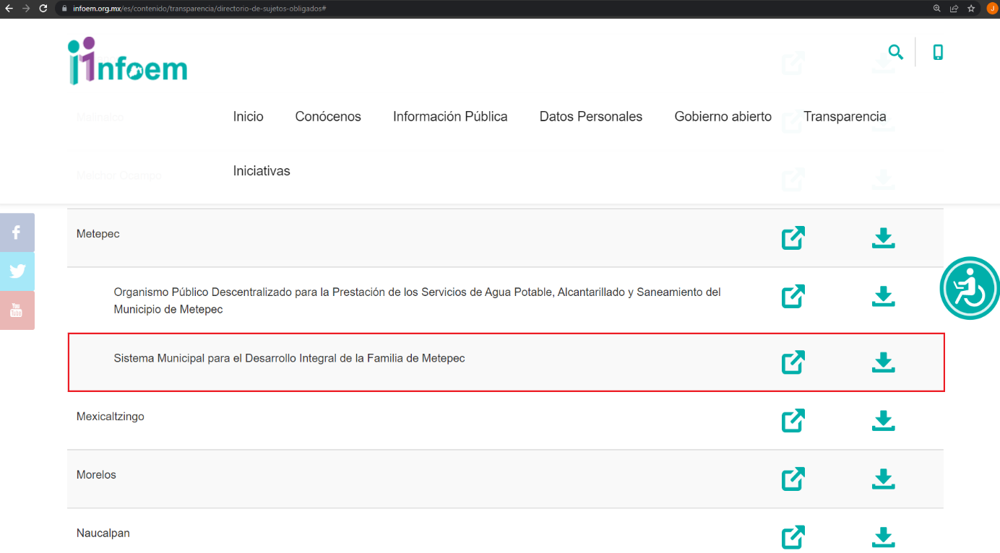 infoem.org.mx/es/contenido/transparencia/directorio-de-sujetos-obligados#
J
infoem
Inicio
Conócenos
Información Pública
Datos Personales
Gobierno abierto
Transparencia
Malinalco
Iniciativas
Melchor Ocampo
Metepec
Organismo Público Descentralizado para la Prestación de los Servicios de Agua Potable, Alcantarillado y Saneamiento del
Municipio de Metepec
Sistema Municipal para el Desarrollo Integral de la Familia de Metepec
Mexicaltzingo
Morelos
Naucalpan
f
You
Tube